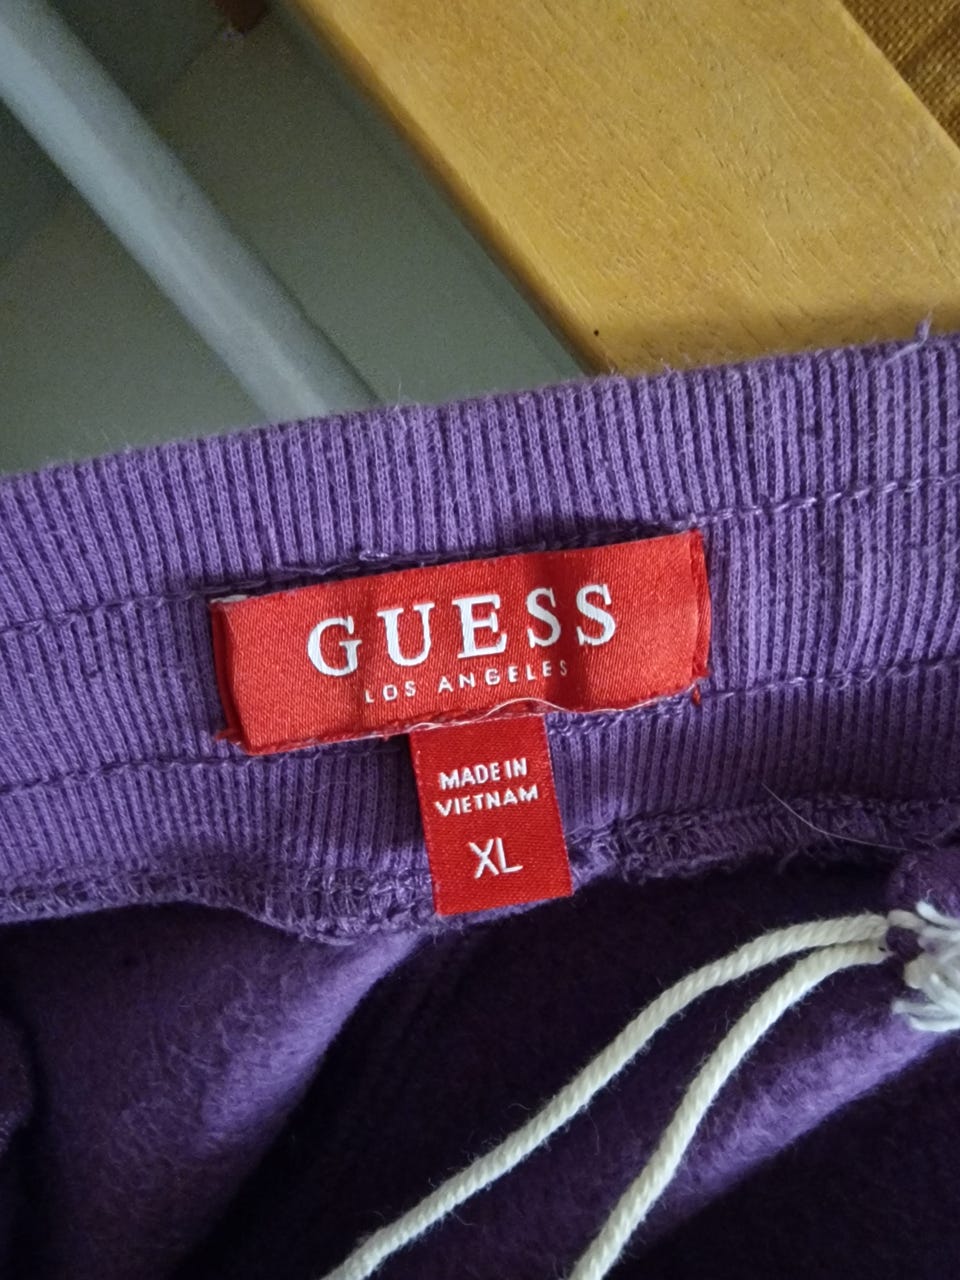 GUESS
LOS ANGELES
MADE IN
VIETNAM
XL